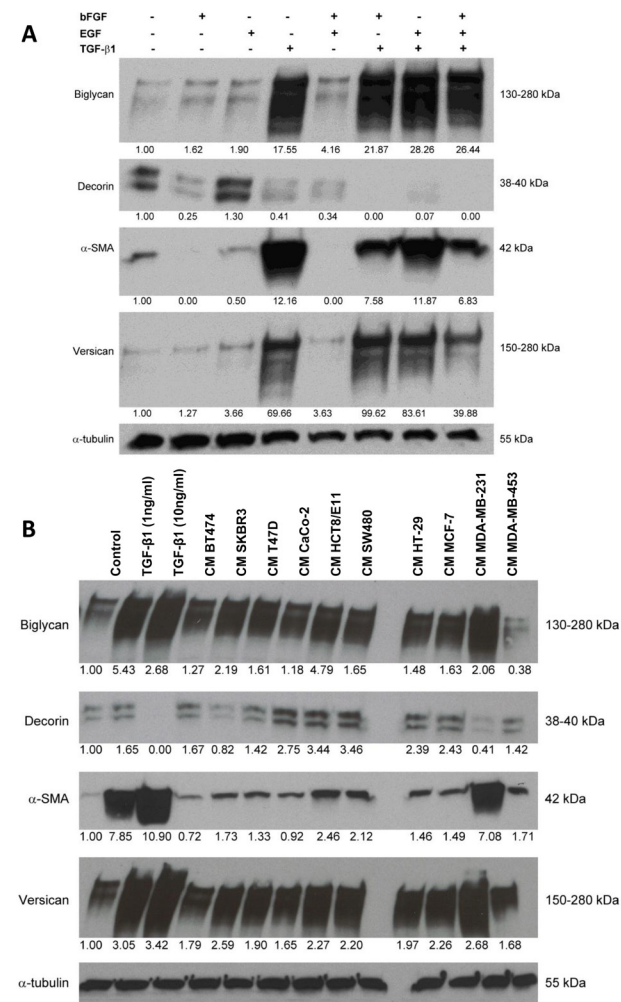 A
bFGF - + - - + + - +
EGF - - + - + - + +
TGF-β1 - - - + - + + +
Biglycan 130-280 kDa
1.00 1.62 1.90 17.55 4.16 21.87 28.26 26.44
Decorin 38-40 kDa
1.00 0.25 1.30 0.41 0.34 0.00 0.07 0.00
α-SMA 42 kDa
1.00 0.00 0.50 12.16 0.00 7.58 11.87 6.83
Versican 150-280 kDa
1.00 1.27 3.66 69.66 3.63 99.62 83.61 39.88
α-tubulin 55 kDa
B
Control
TGF-β1 (1ng/ml)
TGF-β1 (10ng/ml)
CM BT474
CM SKBR3
CM T47D
CM CaCo-2
CM HCT8/E11
CM SW480
CM HT-29
CM MCF-7
CM MDA-MB-231
CM MDA-MB-453
Biglycan 130-280 kDa
1.00 5.43 2.68 1.27 2.19 1.61 1.18 4.79 1.65 1.48 1.63 2.06 0.38
Decorin 38-40 kDa
1.00 1.65 0.00 1.67 0.82 1.42 2.75 3.44 3.46 2.39 2.43 0.41 1.42
α-SMA 42 kDa
1.00 7.85 10.90 0.72 1.73 1.33 0.92 2.46 2.12 1.46 1.49 7.08 1.71
Versican 150-280 kDa
1.00 3.05 3.42 1.79 2.59 1.90 1.65 2.27 2.20 1.97 2.26 2.68 1.68
α-tubulin 55 kDa